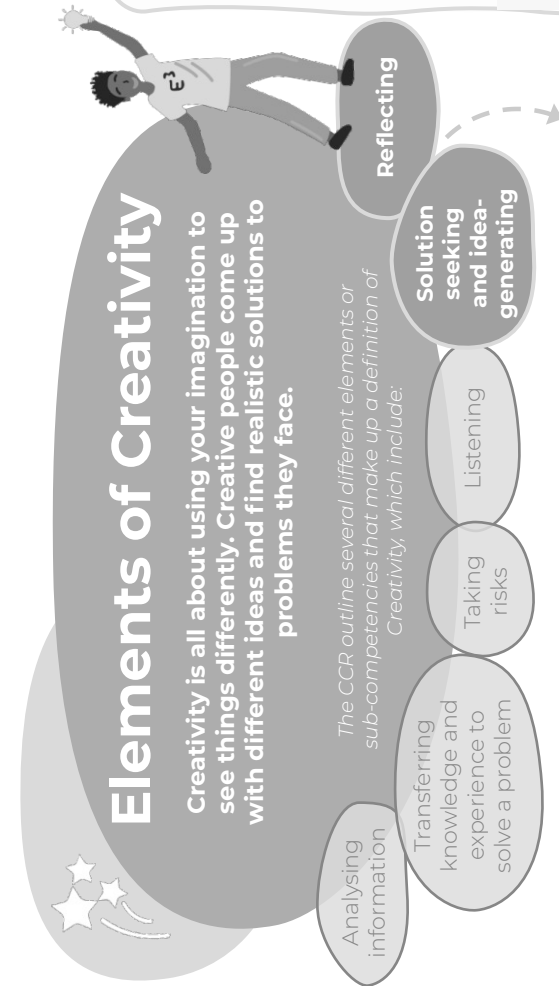 Elements of Creativity
Creativity is all about using your imagination to
see things differently. Creative people come up
with different ideas and find realistic solutions to
problems they face.
The CCR outline several different elements or
sub-competencies that make up a definition of
Creativity, which include:
Analysing
information
Transferring
knowledge and
experience to
solve a problem
Taking
risks
Listening
Solution
seeking
and idea-
generating
Reflecting
E³